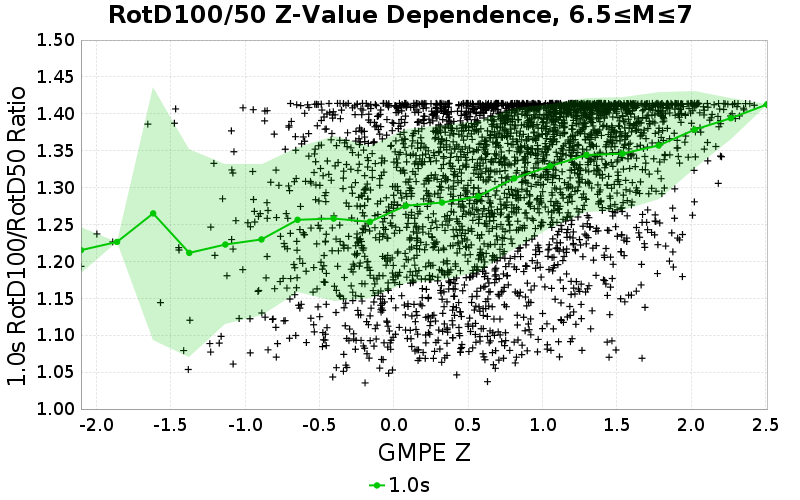 RotD100/50 Z-Value Dependence, 6.5≤M≤7
1.50
1.45
1.40
1.35
1.30
1.25
1.20
1.15
1.10
1.05
1.00
1.0s RotD100/RotD50 Ratio
-2.0 -1.5 -1.0 -0.5 0.0 0.5 1.0 1.5 2.0 2.5
GMPE Z
1.0s